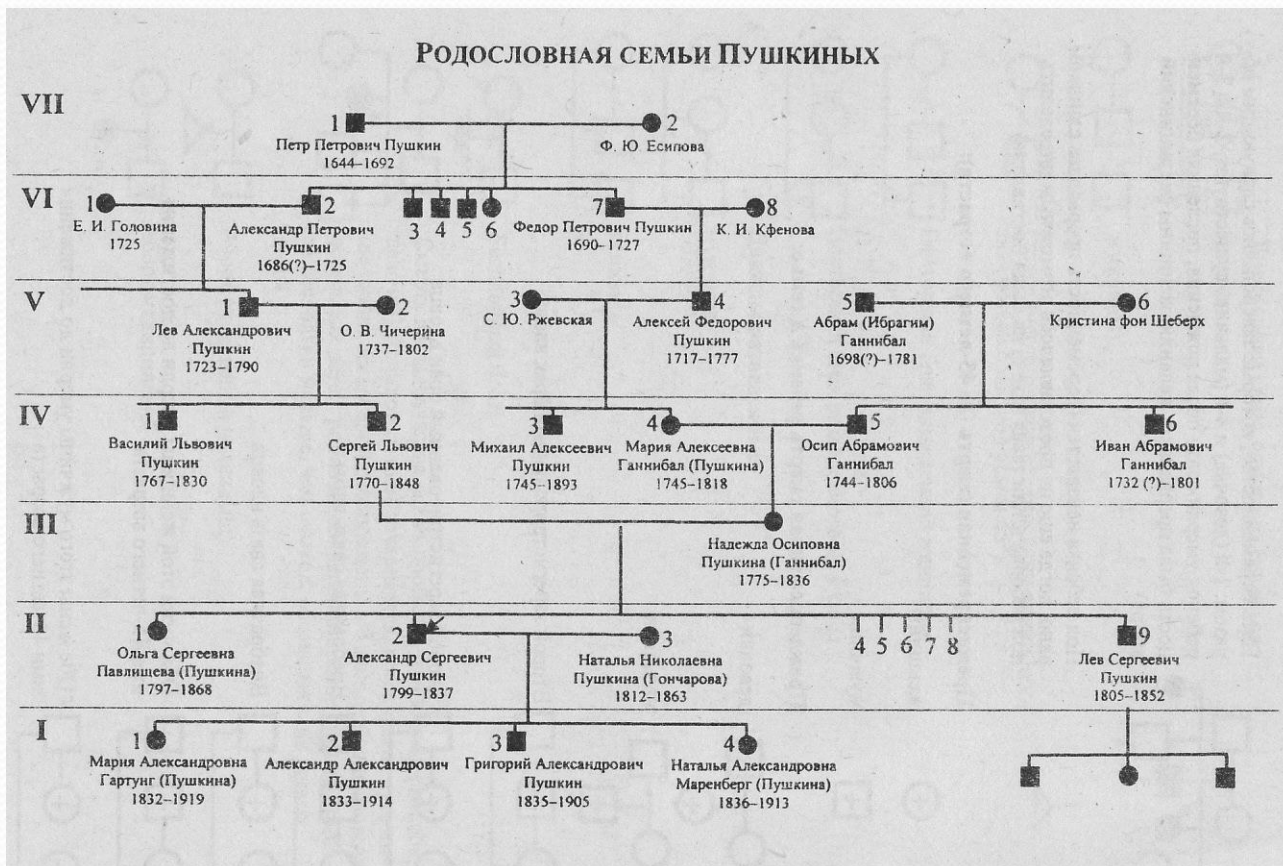 РОДОСЛОВНАЯ СЕМЬИ ПУШКИНЫХ
VII
1 2
Петр Петрович Пушкин
1644–1692
Ф. Ю. Есипова
VI
1 2 3 4 5 6 7 8
Е. И. Головина
1725
Александр Петрович
Пушкин
1686(?)–1725
Федор Петрович Пушкин
1690–1727
К. И. Кфенова
V
1 2 3 4 5 6
Лев Александрович
Пушкин
1723–1790
О. В. Чичерина
1737–1802
С. Ю. Ржевская
Алексей Федорович
Пушкин
1717–1777
Абрам (Ибрагим)
Ганнибал
1698(?)–1781
Кристина фон Шеберх
IV
1 2 3 4 5 6
Василий Львович
Пушкин
1767–1830
Сергей Львович
Пушкин
1770–1848
Михаил Алексеевич
Пушкин
1745–1893
Мария Алексеевна
Ганнибал (Пушкина)
1745–1818
Осип Абрамович
Ганнибал
1744–1806
Иван Абрамович
Ганнибал
1732 (?)–1801
III
Надежда Осиповна
Пушкина (Ганнибал)
1775–1836
II
1 2 3 4 5 6 7 8 9
Ольга Сергеевна
Павлищева (Пушкина)
1797–1868
Александр Сергеевич
Пушкин
1799–1837
Наталья Николаевна
Пушкина (Гончарова)
1812–1863
Лев Сергеевич
Пушкин
1805–1852
I
1 2 3 4
Мария Александровна
Гартунг (Пушкина)
1832–1919
Александр Александрович
Пушкин
1833–1914
Григорий Александрович
Пушкин
1835–1905
Наталья Александровна
Маренберг (Пушкина)
1836–1913